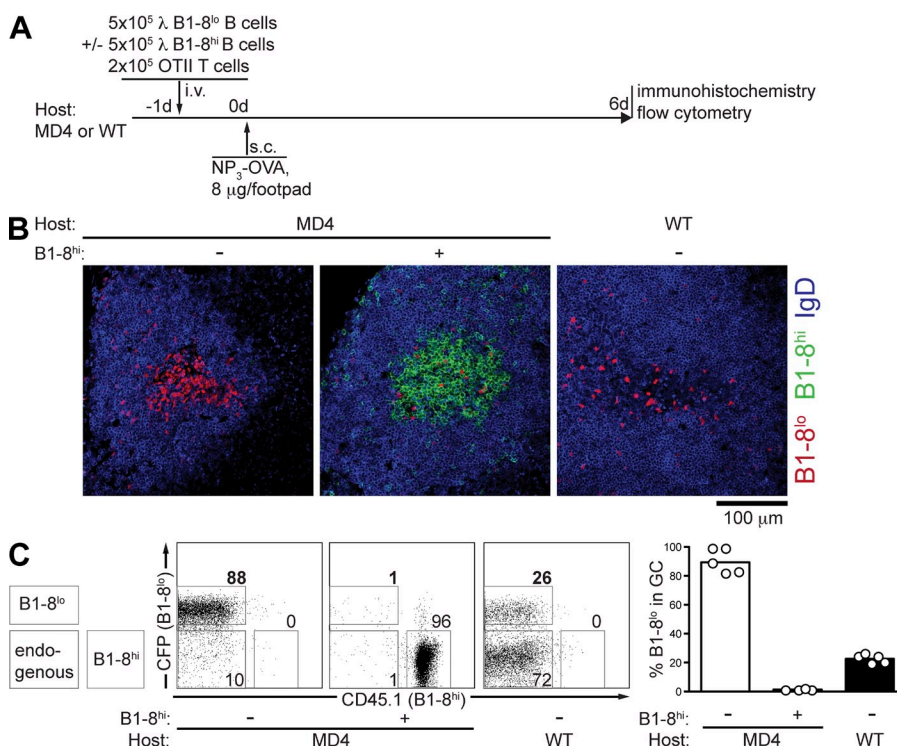 A
5x10⁵ λ B1-8ˡᵒ B cells
+/- 5x10⁵ λ B1-8ʰⁱ B cells
2x10⁵ OTII T cells
i.v.
Host:
MD4 or WT
-1d
0d
6d
immunohistochemistry
flow cytometry
s.c.
NP₃-OVA,
8 μg/footpad
B
Host: MD4 WT
B1-8ʰⁱ: - + -
B1-8ˡᵒ B1-8ʰⁱ IgD
100 μm
C
B1-8ˡᵒ
endo-
genous
B1-8ʰⁱ
CFP (B1-8ˡᵒ)
88 0 10
1 96 1
26 0 72
CD45.1 (B1-8ʰⁱ)
B1-8ʰⁱ: - + -
Host: MD4 WT
% B1-8ˡᵒ in GC
100
80
60
40
20
0
B1-8ʰⁱ: - + -
Host: MD4 WT